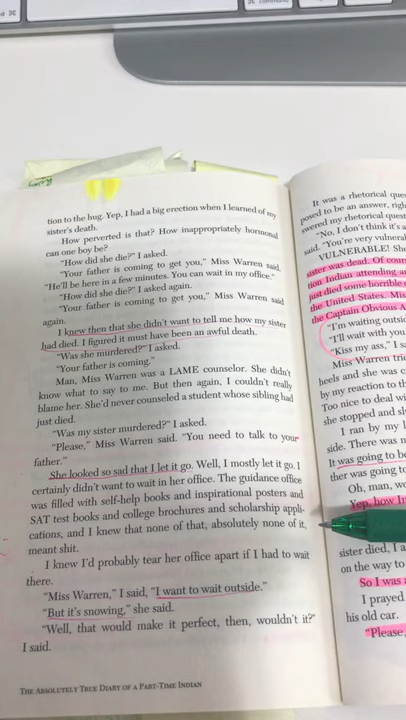 tion to the hug. Yep, I had a big erection when I learned of my
sister's death.
How perverted is that? How inappropriately hormonal
can one boy be?
"How did she die?" I asked.
"Your father is coming to get you," Miss Warren said.
"He'll be here in a few minutes. You can wait in my office."
"How did she die?" I asked again.
"Your father is coming to get you," Miss Warren said
again.
I knew then that she didn't want to tell me how my sister
had died. I figured it must have been an awful death.
"Was she murdered?" I asked.
"Your father is coming."
Man, Miss Warren was a LAME counselor. She didn't
know what to say to me. But then again, I couldn't really
blame her. She'd never counseled a student whose sibling had
just died.
"Was my sister murdered?" I asked.
"Please," Miss Warren said. "You need to talk to your
father."
She looked so sad that I let it go. Well, I mostly let it go. I
certainly didn't want to wait in her office. The guidance office
was filled with self-help books and inspirational posters and
SAT test books and college brochures and scholarship appli-
cations, and I knew that none of that, absolutely none of it,
meant shit.
I knew I'd probably tear her office apart if I had to wait
there.
"Miss Warren," I said, "I want to wait outside."
"But it's snowing," she said.
"Well, that would make it perfect, then, wouldn't it?"
I said.
THE ABSOLUTELY TRUE DIARY OF A PART-TIME INDIAN
It was a rhetorical
posed to be an answer,
swered my rhetorical
"No, I don't think it's a
said. "You're very
VULNERABLE! She
sister was dead. Of
tion Indian attending
just died some horrible
the United States.
the Captain Obvious
"I'm waiting
"I'll wait with you
"Kiss my ass," I
Miss Warren
heels and she was
by my reaction to
Too nice to deal
she stopped and
I ran by my
side. There was
It was going to
ther was going to
Oh, man,
Yep, how
sister died, I
on the way to
So I was
I prayed
his old car.
"Please,
command